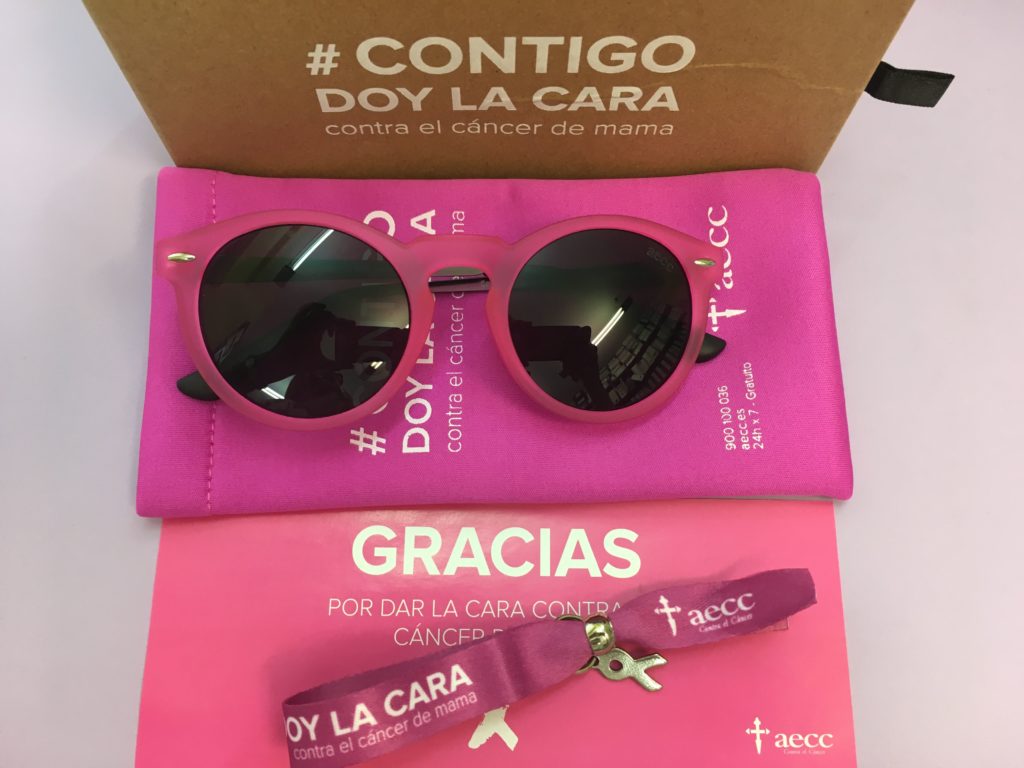 # CONTIGO
DOY LA CARA
contra el cáncer de mama
aecc
DOY LA
contra el cáncer
mama
aecc
900 100 036
aecc.es
24h x 7 - Gratuito
GRACIAS
POR DAR LA CARA CONTRA
CÁNCER
aecc
Contra el Cáncer
DOY LA CARA
contra el cáncer de mama
aecc
Contra el Cáncer